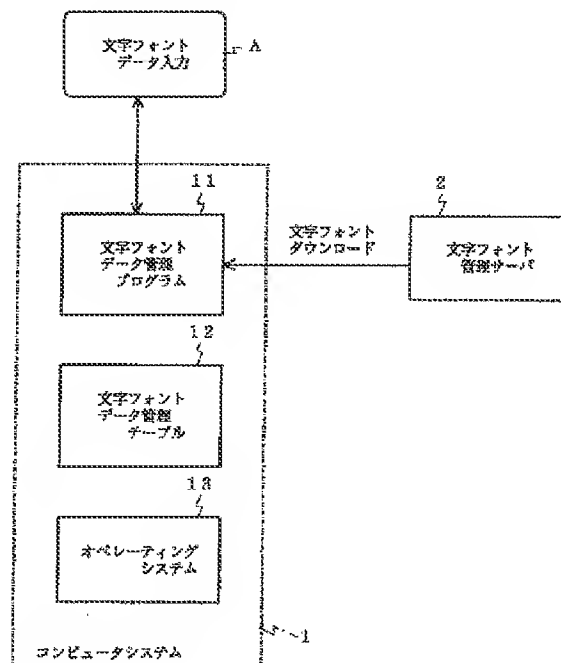 文字フォント
データ入力
A
11
文字フォント
データ管理
プログラム
文字フォント
ダウンロード
2
文字フォント
管理サーバ
12
文字フォント
データ管理
テーブル
13
オペレーティング
システム
1
コンピュータシステム